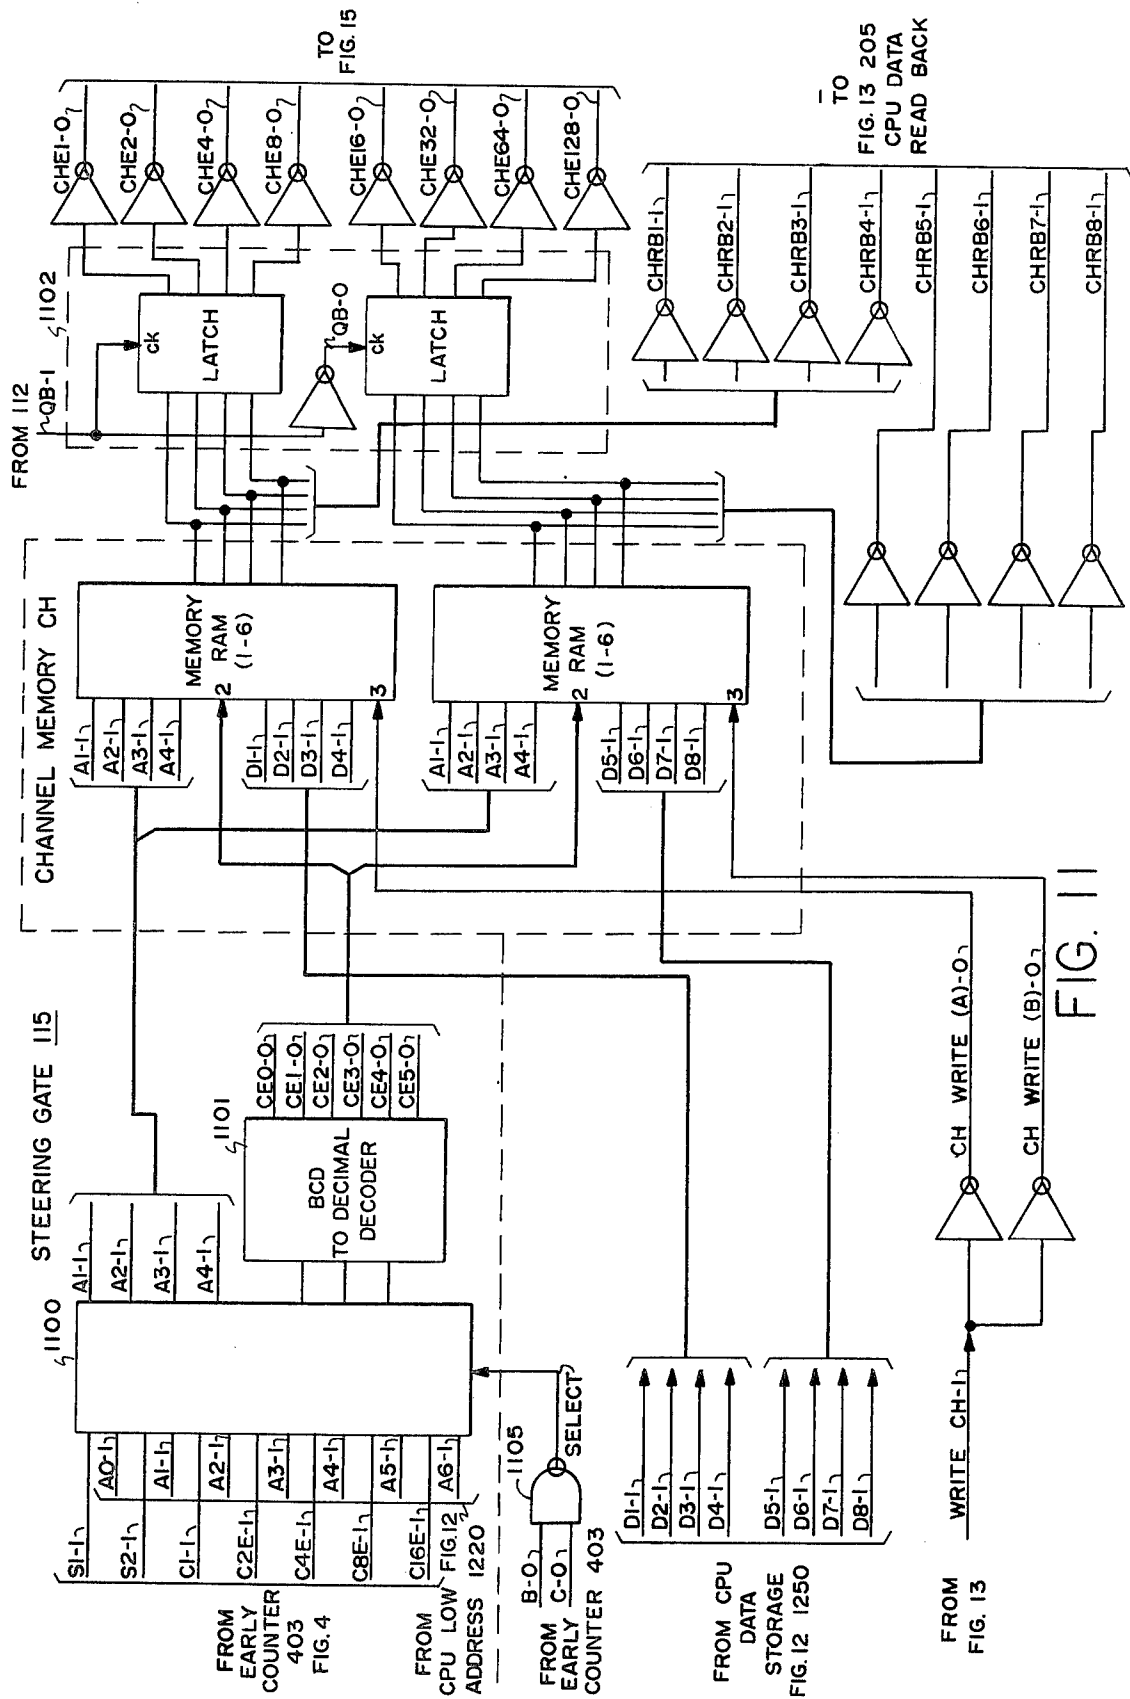 STEERING GATE 115
1100
S1-1
A0-1
S2-1
A1-1
C1-1
A2-1
C2E-1
A3-1
C4E-1
A4-1
C8E-1
A5-1
C16E-1
A6-1
FROM
EARLY
COUNTER
403
FIG. 4
FROM
CPU LOW FIG.12
ADDRESS 1220
B-0
C-0
FROM
EARLY
COUNTER 403
1105
SELECT
A1-1
A2-1
A3-1
A4-1
1101
BCD
TO DECIMAL
DECODER
CE0-0
CE1-0
CE2-0
CE3-0
CE4-0
CE5-0
FROM CPU
DATA
STORAGE
FIG.12 1250
D1-1
D2-1
D3-1
D4-1
D5-1
D6-1
D7-1
D8-1
FROM
FIG. 13
WRITE CH-1
CH WRITE (A)-0
CH WRITE (B)-0
CHANNEL MEMORY CH
A1-1
A2-1
A3-1
A4-1
D1-1
D2-1
D3-1
D4-1
MEMORY
RAM
(1-6)
2
3
A1-1
A2-1
A3-1
A4-1
D5-1
D6-1
D7-1
D8-1
MEMORY
RAM
(1-6)
2
3
FROM 112
QB-1
1102
ck
LATCH
QB-0
ck
LATCH
CHE1-0
CHE2-0
CHE4-0
CHE8-0
CHE16-0
CHE32-0
CHE64-0
CHE128-0
TO
FIG. 15
CHRB1-1
CHRB2-1
CHRB3-1
CHRB4-1
CHRB5-1
CHRB6-1
CHRB7-1
CHRB8-1
TO
FIG. 13 205
CPU DATA
READ BACK
FIG. 11